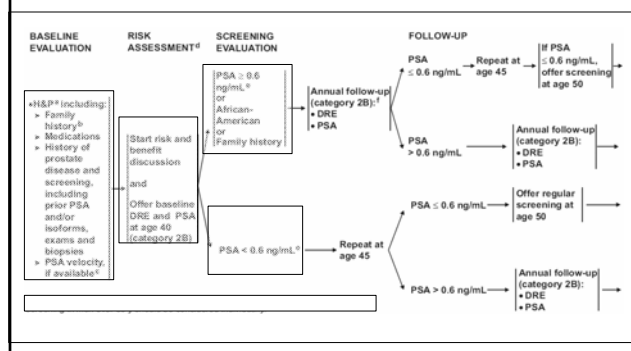 BASELINE
EVALUATION
RISK
ASSESSMENTᵈ
SCREENING
EVALUATION
FOLLOW-UP
•H&Pᵃ including:
➤ Family
historyᵇ
➤ Medications
➤ History of
prostate
disease and
screening,
including
prior PSA
and/or
isoforms,
exams and
biopsies
➤ PSA velocity,
if availableᶜ
Start risk and
benefit
discussion
and
Offer baseline
DRE and PSA
at age 40
(category 2B)
PSA ≥ 0.6
ng/mLᵉ
or
African-
American
or
Family history
Annual follow-up
(category 2B):ᶠ
• DRE
• PSA
PSA
≤ 0.6 ng/mL
Repeat at
age 45
If PSA
≤ 0.6 ng/mL,
offer screening
at age 50
PSA
> 0.6 ng/mL
Annual follow-up
(category 2B):
• DRE
• PSA
PSA < 0.6 ng/mLᵉ
Repeat at
age 45
PSA ≤ 0.6 ng/mL
Offer regular
screening at
age 50
PSA > 0.6 ng/mL
Annual follow-up
(category 2B):
• DRE
• PSA